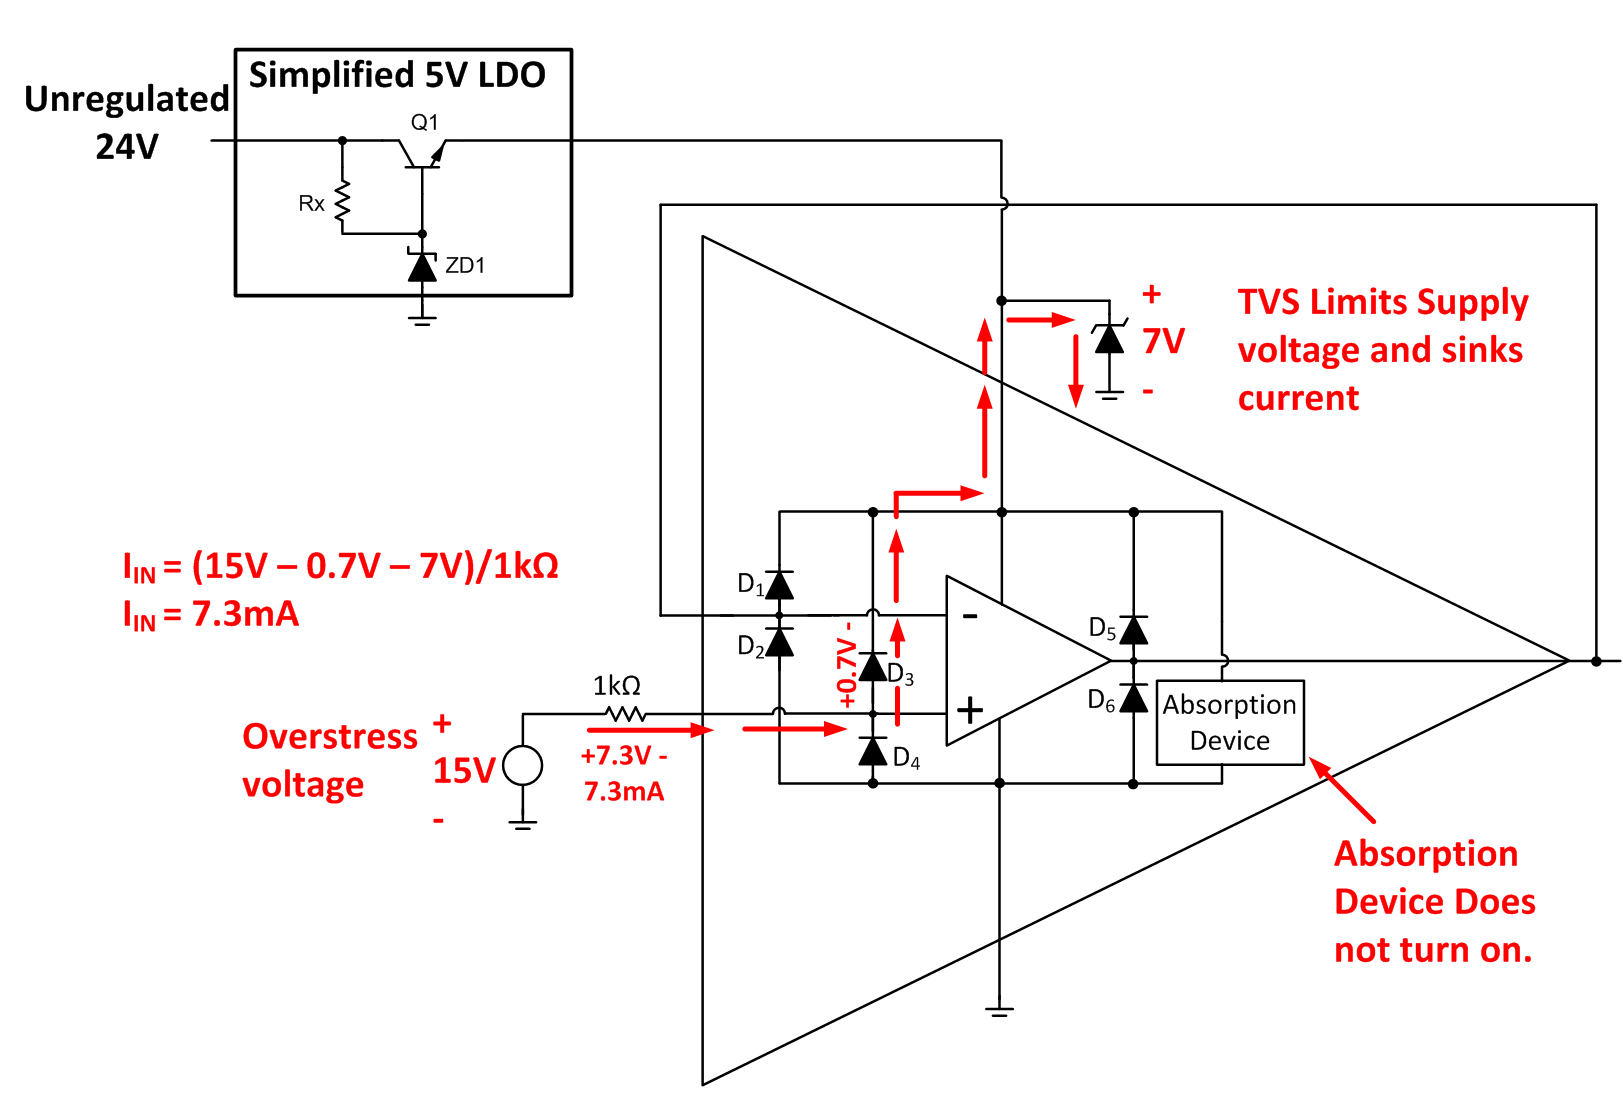 Simplified 5V LDO
Unregulated
24V
Q1
Rx
ZD1
+
7V
-
TVS Limits Supply
voltage and sinks
current
I_IN = (15V – 0.7V – 7V)/1kΩ
I_IN = 7.3mA
D1
D2
-
+0.7V -
D3
D5
1kΩ
+
D6
Absorption
Device
D4
Overstress
voltage
+
15V
-
+7.3V -
7.3mA
Absorption
Device Does
not turn on.